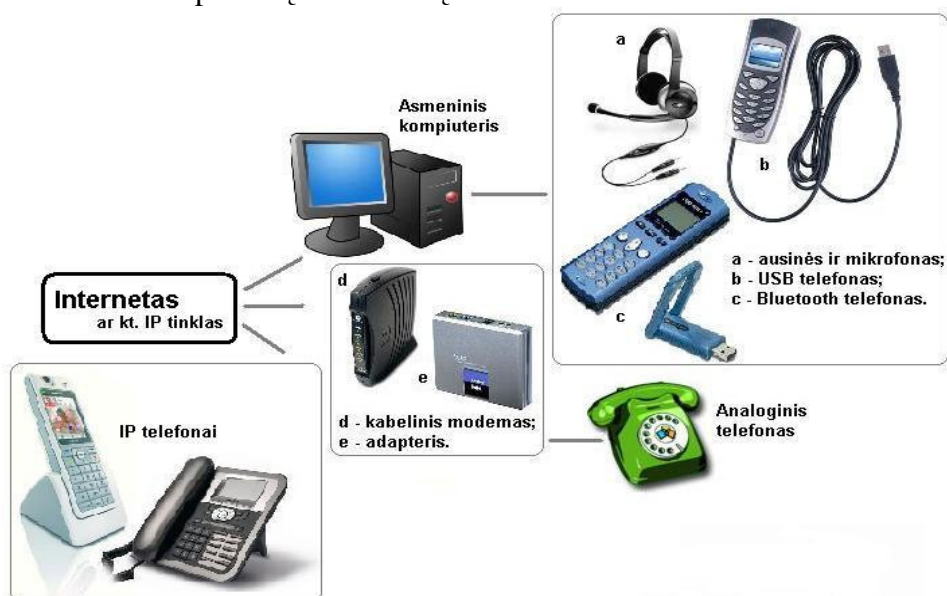 a
Asmeninis
kompiuteris
b
a - ausinės ir mikrofonas;
b - USB telefonas;
c - Bluetooth telefonas.
c
Internetas
ar kt. IP tinklas
d
e
d - kabelinis modemas;
e - adapteris.
Analoginis
telefonas
IP telefonai